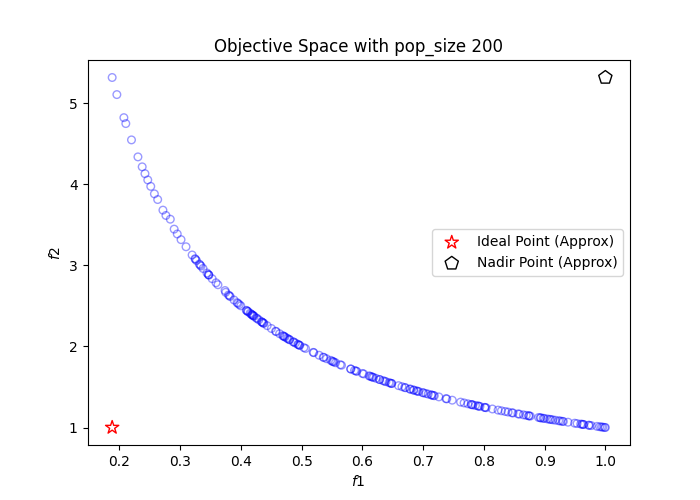 Objective Space with pop_size 200
f2
5
4
3
2
1
Ideal Point (Approx)
Nadir Point (Approx)
0.2 0.3 0.4 0.5 0.6 0.7 0.8 0.9 1.0
f1